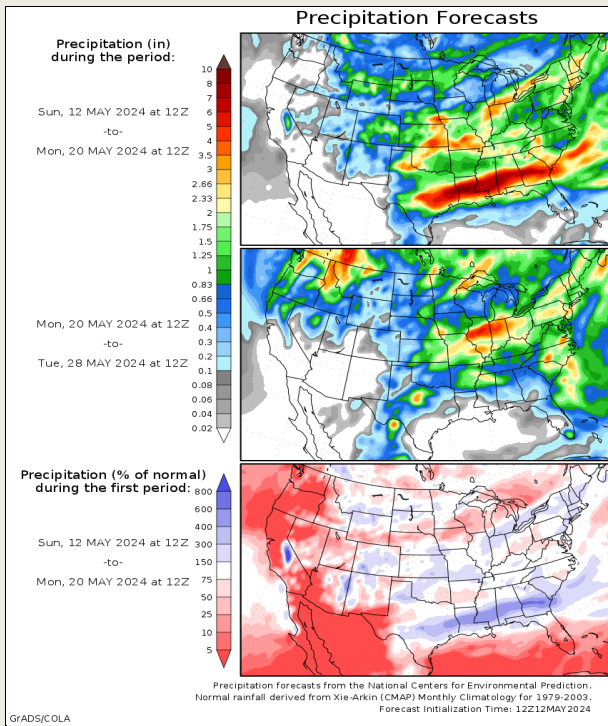 Precipitation Forecasts
Precipitation (in)
during the period:
Sun, 12 MAY 2024 at 12Z
-to-
Mon, 20 MAY 2024 at 12Z
10
8
7
6
5
4
3.5
3
2.66
2.33
2
1.75
1.5
1.25
1
0.83
0.66
0.5
0.4
0.3
0.2
0.1
0.08
0.06
0.04
0.02
Mon, 20 MAY 2024 at 12Z
-to-
Tue, 28 MAY 2024 at 12Z
Precipitation (% of normal)
during the first period:
Sun, 12 MAY 2024 at 12Z
-to-
Mon, 20 MAY 2024 at 12Z
800
600
400
300
150
75
50
25
10
5
Precipitation forecasts from the National Centers for Environmental Prediction.
Normal rainfall derived from Xie-Arkin (CMAP) Monthly Climatology for 1979-2003.
Forecast Initialization Time: 12Z12MAY2024
GrADS/COLA